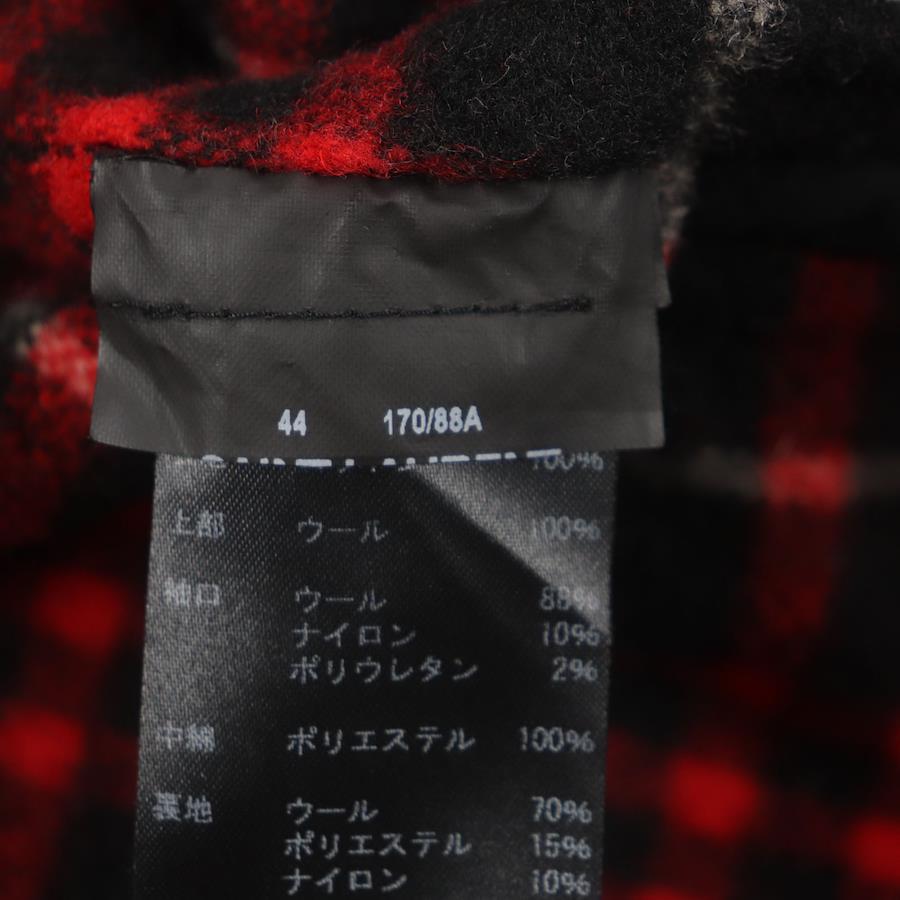 44 170/88A
100%
上部 ウール 100%
袖口 ウール 88%
ナイロン 10%
ポリウレタン 2%
中綿 ポリエステル 100%
裏地 ウール 70%
ポリエステル 15%
ナイロン 10%